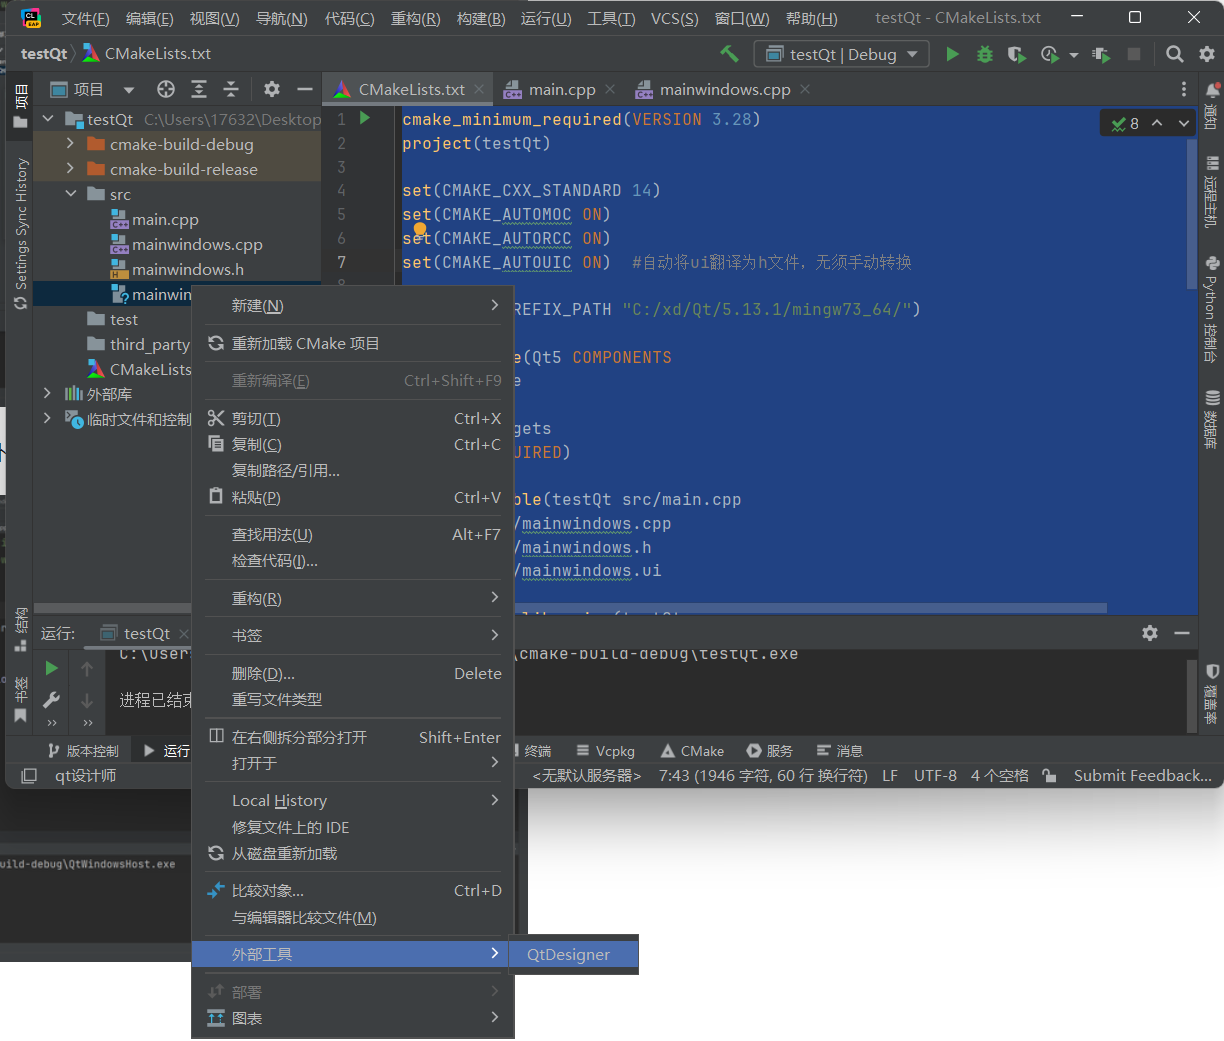 文件(F) 编辑(E) 视图(V) 导航(N) 代码(C) 重构(R) 构建(B) 运行(U) 工具(T) VCS(S) 窗口(W) 帮助(H) testQt - CMakeLists.txt
testQt CMakeLists.txt testQt | Debug
项目 CMakeLists.txt main.cpp mainwindows.cpp
项目
Settings Sync History
结构
书签
testQt C:\Users\17632\Desktop
cmake-build-debug
cmake-build-release
src
main.cpp
mainwindows.cpp
mainwindows.h
mainwin
test
third_party
CMakeLists
外部库
临时文件和控制
1 cmake_minimum_required(VERSION 3.28)
2 project(testQt)
3
4 set(CMAKE_CXX_STANDARD 14)
5 set(CMAKE_AUTOMOC ON)
6 set(CMAKE_AUTORCC ON)
7 set(CMAKE_AUTOUIC ON) #自动将ui翻译为h文件，无须手动转换
8
REFIX_PATH "C:/xd/Qt/5.13.1/mingw73_64/")
e(Qt5 COMPONENTS
e
gets
UIRED)
ble(testQt src/main.cpp
/mainwindows.cpp
/mainwindows.h
/mainwindows.ui
通知
远程主机
Python 控制台
数据库
覆盖率
新建(N)
重新加载 CMake 项目
重新编译(E) Ctrl+Shift+F9
剪切(T) Ctrl+X
复制(C) Ctrl+C
复制路径/引用...
粘贴(P) Ctrl+V
查找用法(U) Alt+F7
检查代码(I)...
重构(R)
书签
删除(D)... Delete
重写文件类型
在右侧拆分部分打开 Shift+Enter
打开于
Local History
修复文件上的 IDE
从磁盘重新加载
比较对象... Ctrl+D
与编辑器比较文件(M)
外部工具 QtDesigner
部署
图表
运行: testQt
C:\Users \cmake-build-debug\testQt.exe
进程已结束
版本控制 运行 终端 Vcpkg CMake 服务 消息
qt设计师 <无默认服务器> 7:43 (1946 字符, 60 行 换行符) LF UTF-8 4 个空格 Submit Feedback...
uild-debug\QtWindowsHost.exe